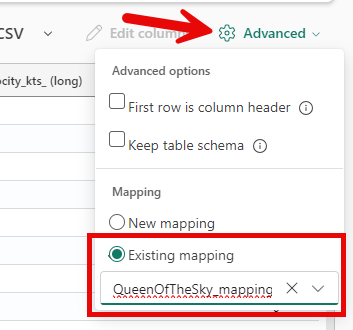 CSV
Edit colum
Advanced
ocity_kts_ (long)
Advanced options
First row is column header
Keep table schema
Mapping
New mapping
Existing mapping
QueenOfTheSky_mapping